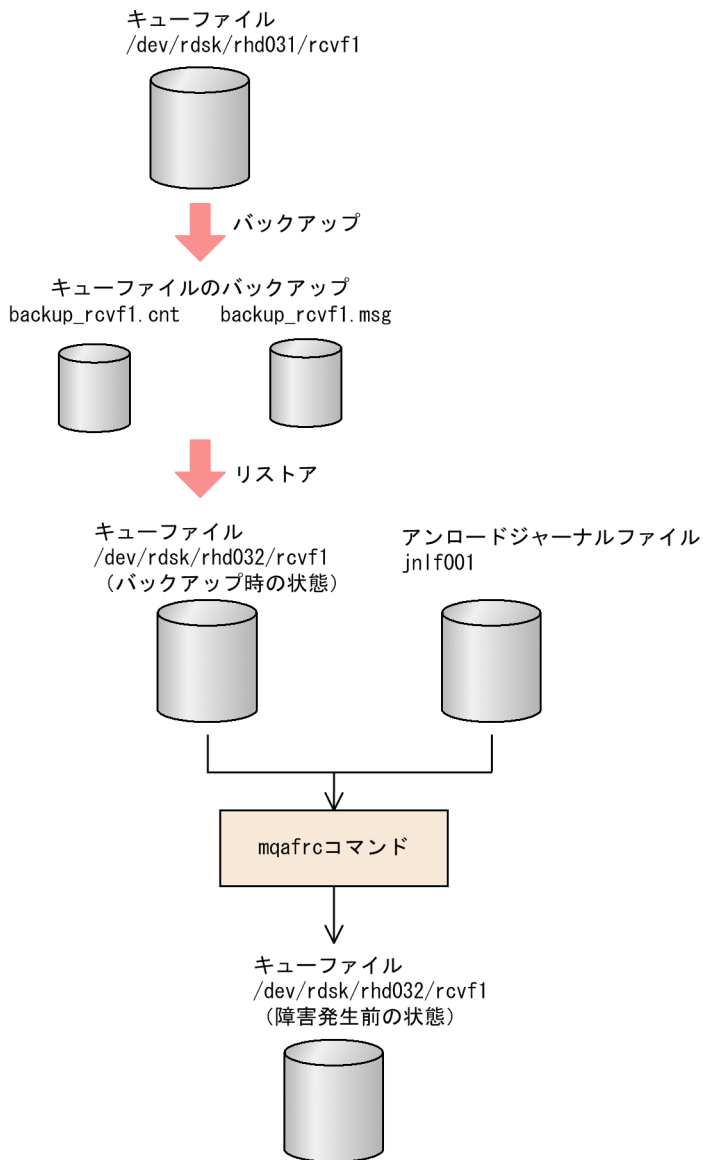 キューファイル
/dev/rdsk/rhd031/rcvf1
バックアップ
キューファイルのバックアップ
backup_rcvf1.cnt backup_rcvf1.msg
リストア
キューファイル
/dev/rdsk/rhd032/rcvf1
（バックアップ時の状態）
アンロードジャーナルファイル
jnlf001
mqafrcコマンド
キューファイル
/dev/rdsk/rhd032/rcvf1
（障害発生前の状態）